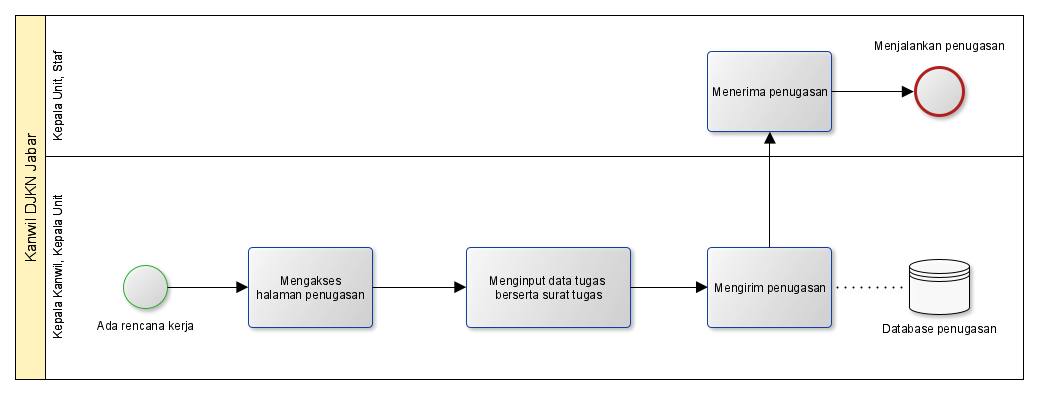 Kanwil DJKN Jabar
Kepala Unit, Staf
Menerima penugasan
Menjalankan penugasan
Kepala Kanwil, Kepala Unit
Ada rencana kerja
Mengakses
halaman penugasan
Menginput data tugas
berserta surat tugas
Mengirim penugasan
Database penugasan